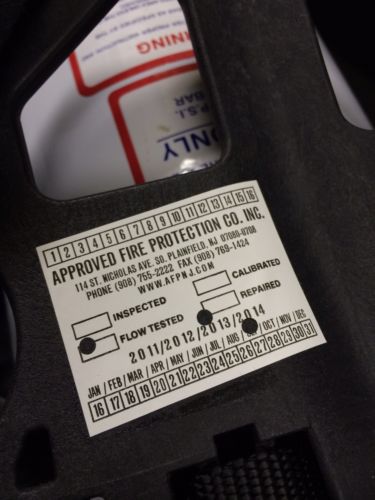 NING
P.S.I.
BAR
ONLY
1 2 3 4 5 6 7 8 9 10 11 12 13 14 15 16
APPROVED FIRE PROTECTION CO. INC.
114 ST. NICHOLAS AVE. SO. PLAINFIELD, NJ 07080-0708
PHONE (908) 755-2222 FAX (908) 769-1424
WWW.AFPNJ.COM
INSPECTED CALIBRATED
FLOW TESTED REPAIRED
2011/2012/2013/2014
JAN / FEB / MAR / APR / MAY / JUN / JUL / AUG / OCT / NOV / DEC
16 17 18 19 20 21 22 23 24 25 26 27 28 29 30 31